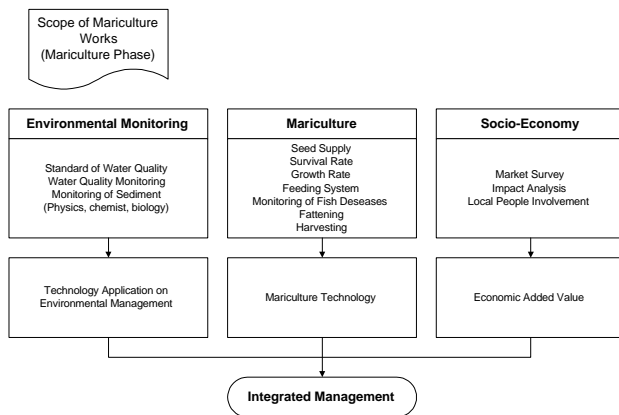 Scope of Mariculture
Works
(Mariculture Phase)
Environmental Monitoring
Standard of Water Quality
Water Quality Monitoring
Monitoring of Sediment
(Physics, chemist, biology)
Mariculture
Seed Supply
Survival Rate
Growth Rate
Feeding System
Monitoring of Fish Deseases
Fattening
Harvesting
Socio-Economy
Market Survey
Impact Analysis
Local People Involvement
Technology Application on
Environmental Management
Mariculture Technology
Economic Added Value
Integrated Management